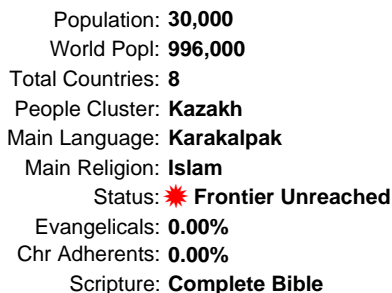 Population: 30,000
World Popl: 996,000
Total Countries: 8
People Cluster: Kazakh
Main Language: Karakalpak
Main Religion: Islam
Status: Frontier Unreached
Evangelicals: 0.00%
Chr Adherents: 0.00%
Scripture: Complete Bible